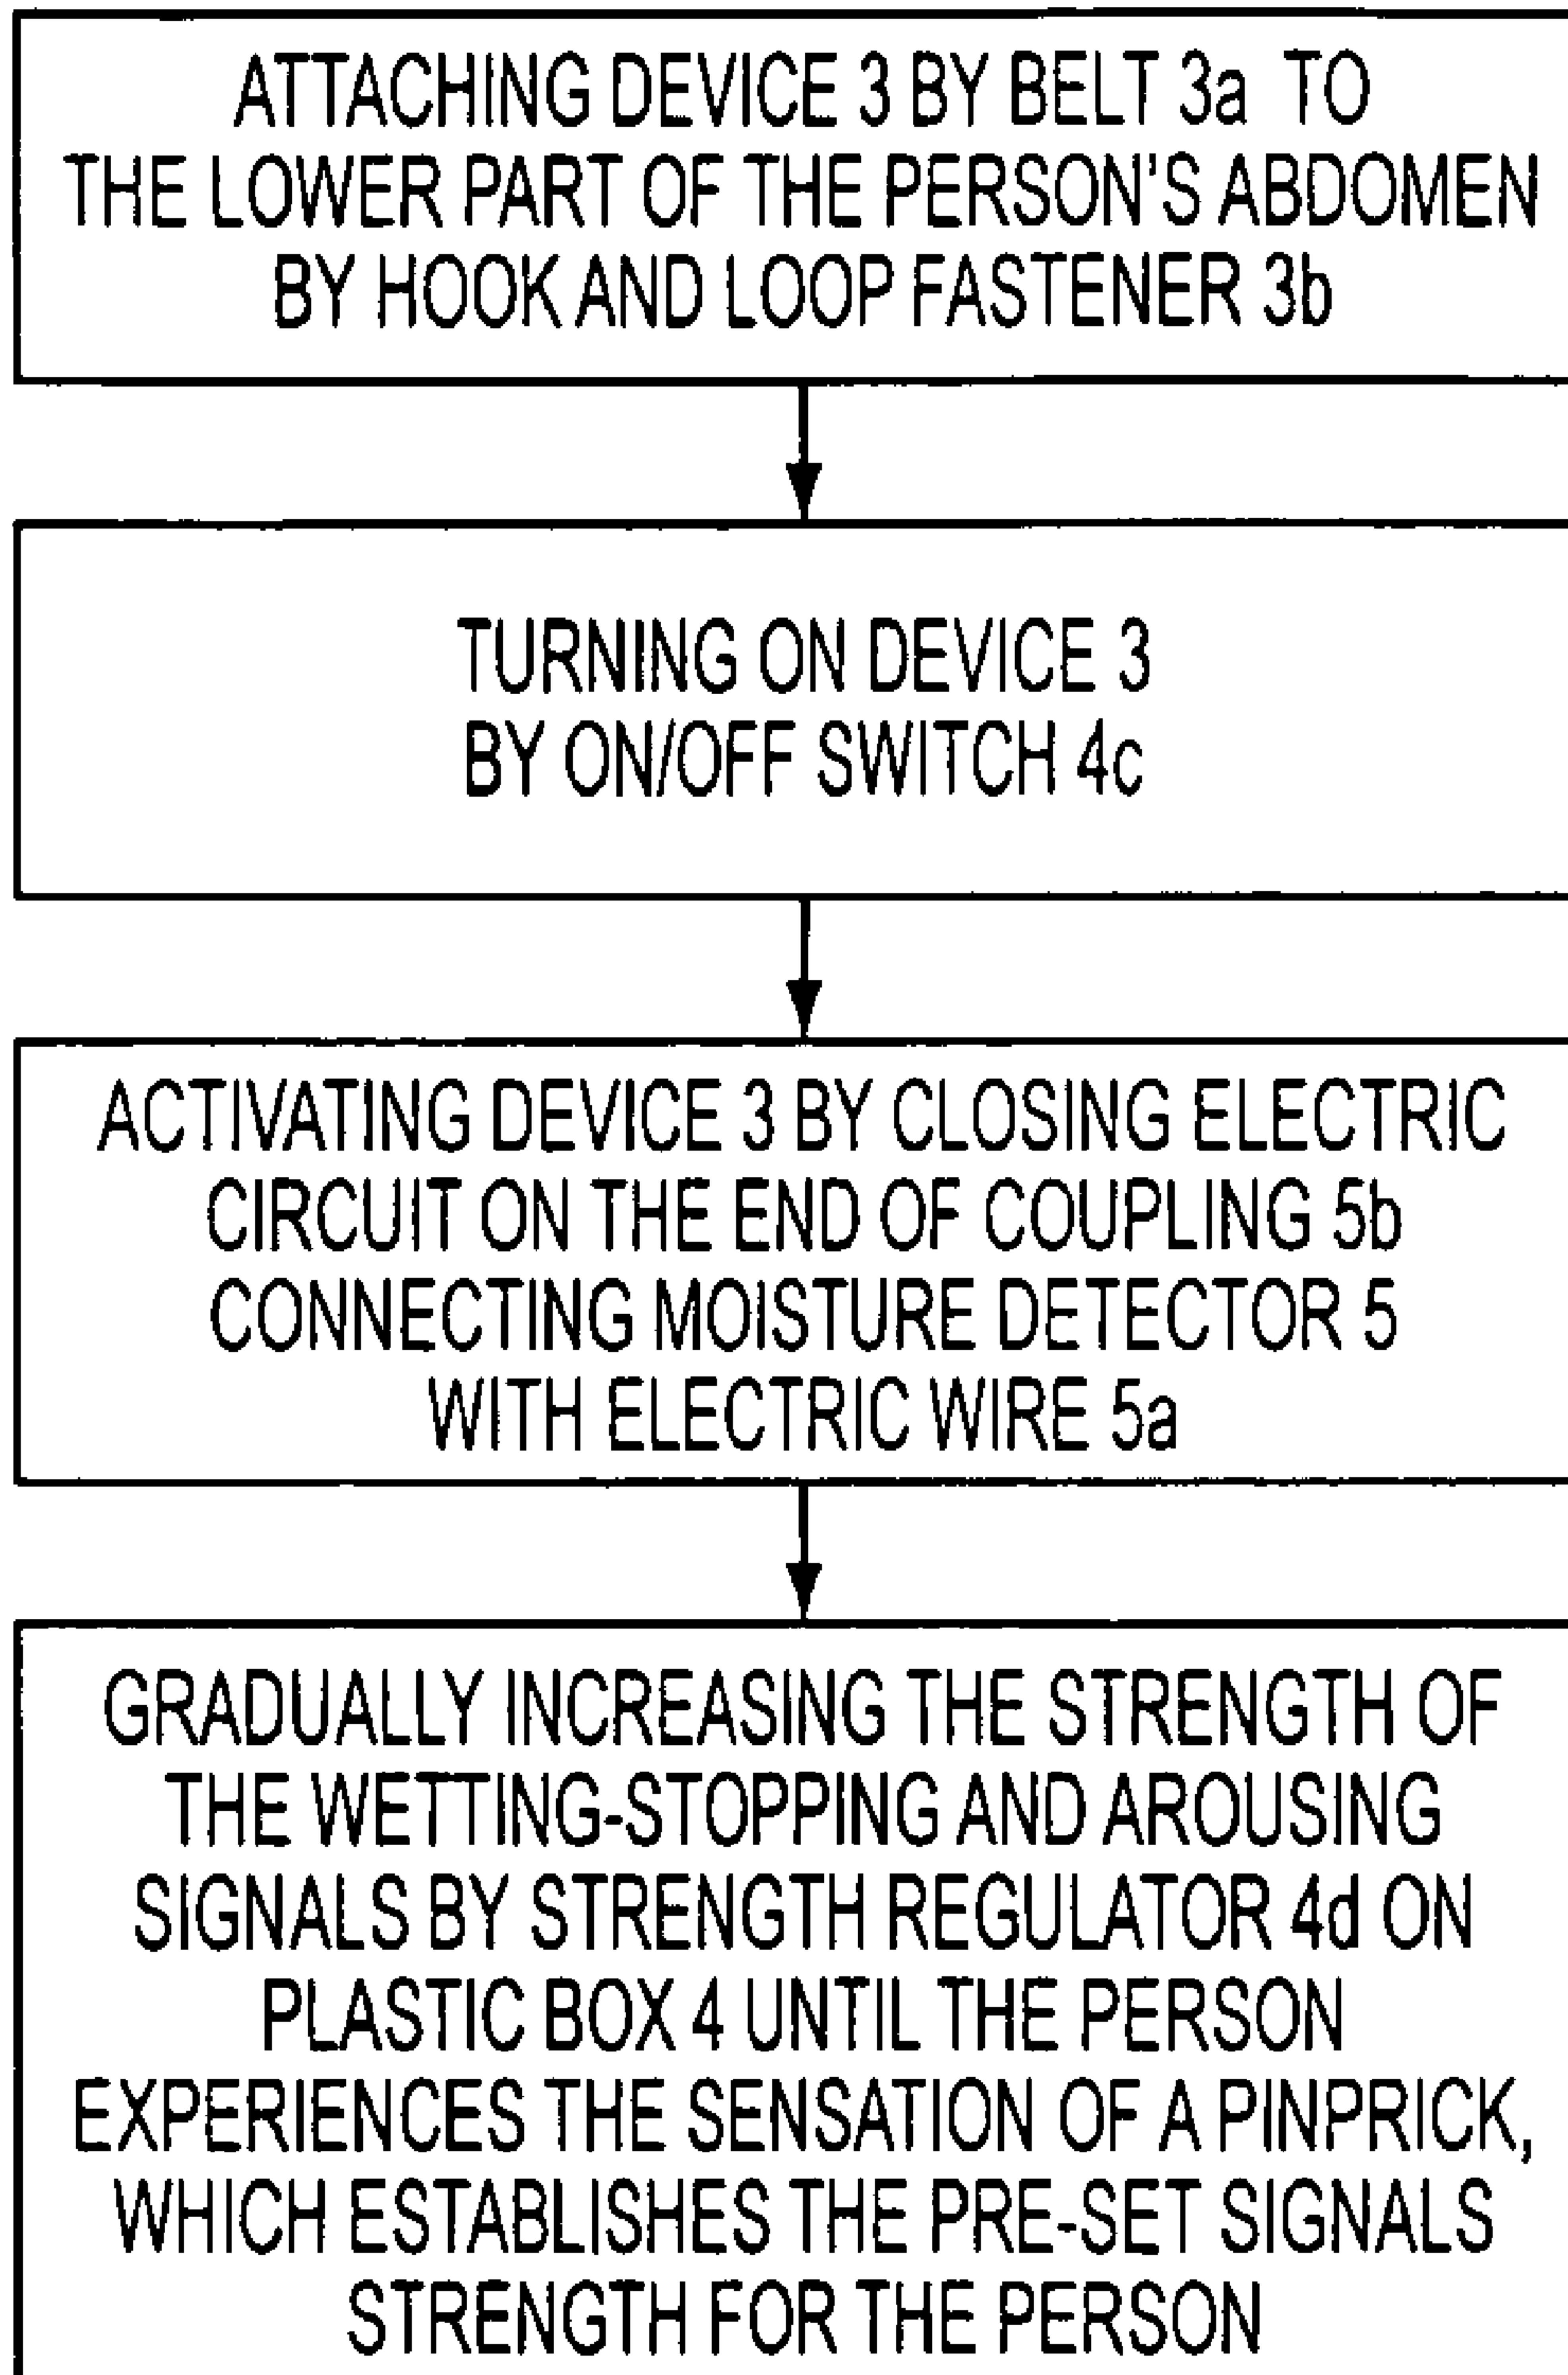 ATTACHING DEVICE 3 BY BELT 3a TO
THE LOWER PART OF THE PERSON'S ABDOMEN
BY HOOK AND LOOP FASTENER 3b
TURNING ON DEVICE 3
BY ON/OFF SWITCH 4c
ACTIVATING DEVICE 3 BY CLOSING ELECTRIC
CIRCUIT ON THE END OF COUPLING 5b
CONNECTING MOISTURE DETECTOR 5
WITH ELECTRIC WIRE 5a
GRADUALLY INCREASING THE STRENGTH OF
THE WETTING-STOPPING AND AROUSING
SIGNALS BY STRENGTH REGULATOR 4d ON
PLASTIC BOX 4 UNTIL THE PERSON
EXPERIENCES THE SENSATION OF A PINPRICK,
WHICH ESTABLISHES THE PRE-SET SIGNALS
STRENGTH FOR THE PERSON